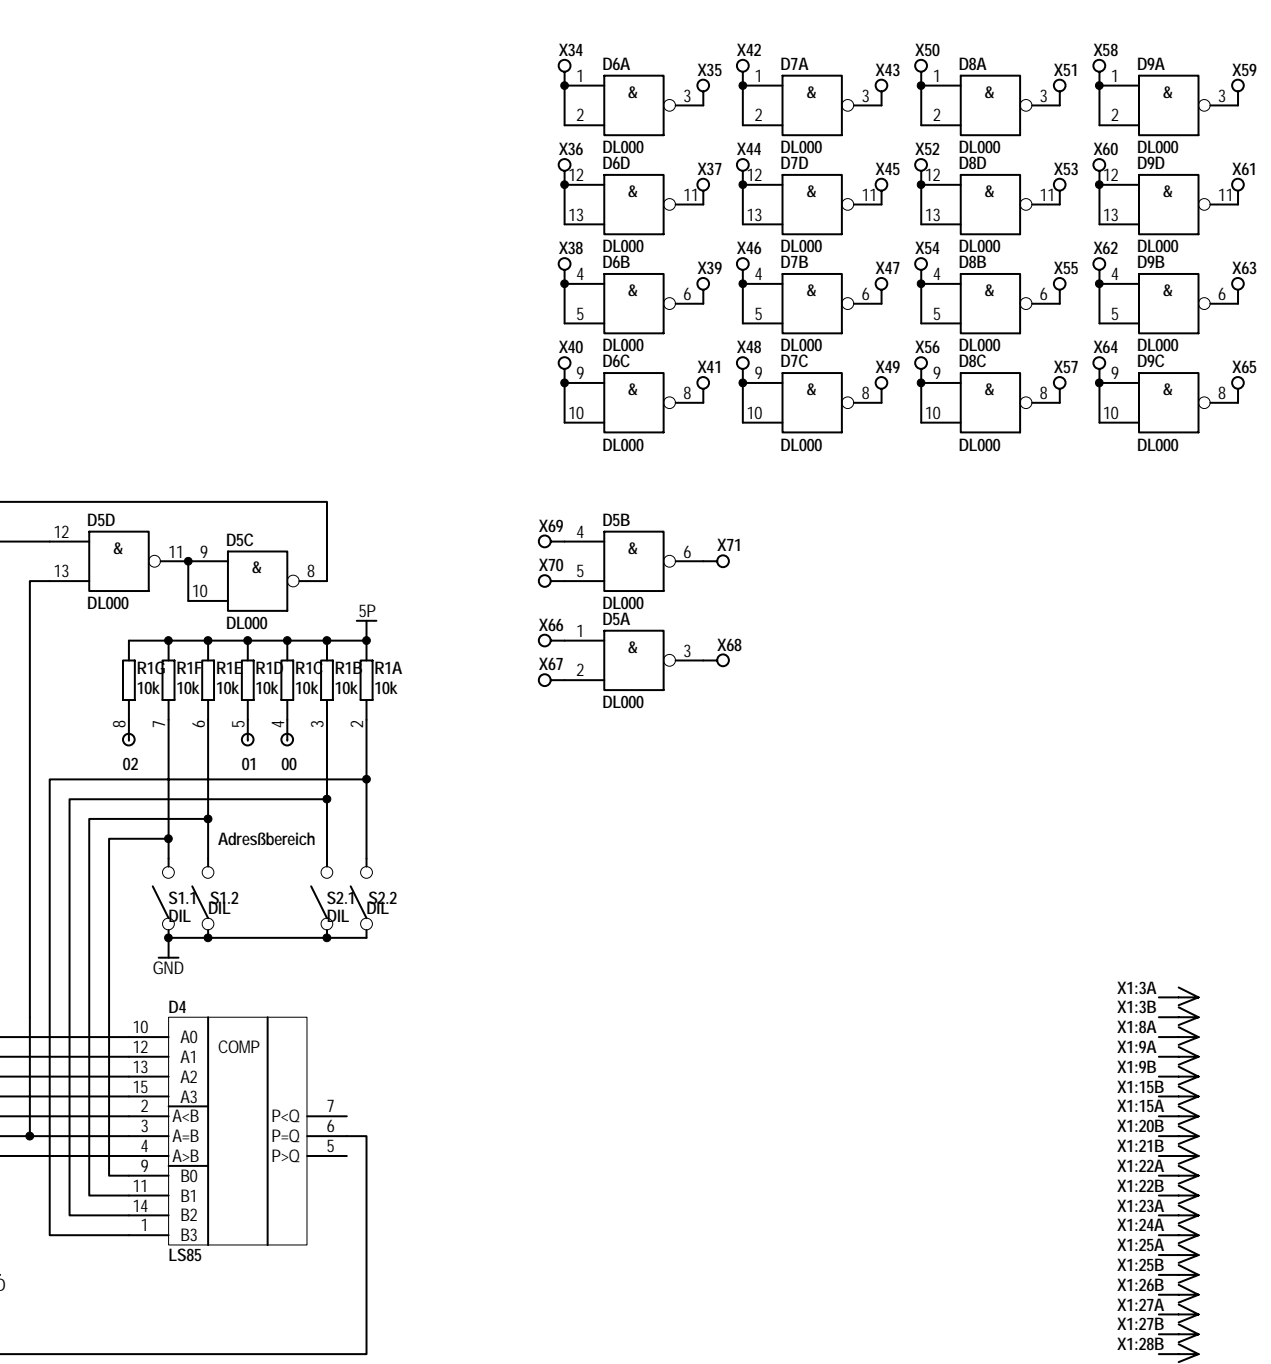 X34 X42 X50 X58
D6A D7A D8A D9A
X35 X43 X51 X59
1 & 3 1 & 3 1 & 3 1 & 3
2 2 2 2
DL000 DL000 DL000 DL000
X36 X44 X52 X60
D6D D7D D8D D9D
X37 X45 X53 X61
12 & 11 12 & 11 12 & 11 12 & 11
13 13 13 13
DL000 DL000 DL000 DL000
X38 X46 X54 X62
D6B D7B D8B D9B
X39 X47 X55 X63
4 & 6 4 & 6 4 & 6 4 & 6
5 5 5 5
DL000 DL000 DL000 DL000
X40 X48 X56 X64
D6C D7C D8C D9C
X41 X49 X57 X65
9 & 8 9 & 8 9 & 8 9 & 8
10 10 10 10
DL000 DL000 DL000 DL000
D5D
12 & 11
13
DL000
D5C
9 & 8
10
DL000
D5B
X69 4 & 6 X71
X70 5
DL000
D5A
X66 1 & 3 X68
X67 2
DL000
5P
R1G R1F R1E R1D R1C R1B R1A
10k 10k 10k 10k 10k 10k 10k
8 7 6 5 4 3 2
02 01 00
Adreßbereich
S1.1 S1.2 S2.1 S2.2
DIL DIL DIL DIL
GND
D4
COMP
10 A0
12 A1
13 A2
15 A3
2 A<B P<Q 7
3 A=B P=Q 6
4 A>B P>Q 5
9 B0
11 B1
14 B2
1 B3
LS85
X1:3A
X1:3B
X1:8A
X1:9A
X1:9B
X1:15B
X1:15A
X1:20B
X1:21B
X1:22A
X1:22B
X1:23A
X1:24A
X1:25A
X1:25B
X1:26B
X1:27A
X1:27B
X1:28B